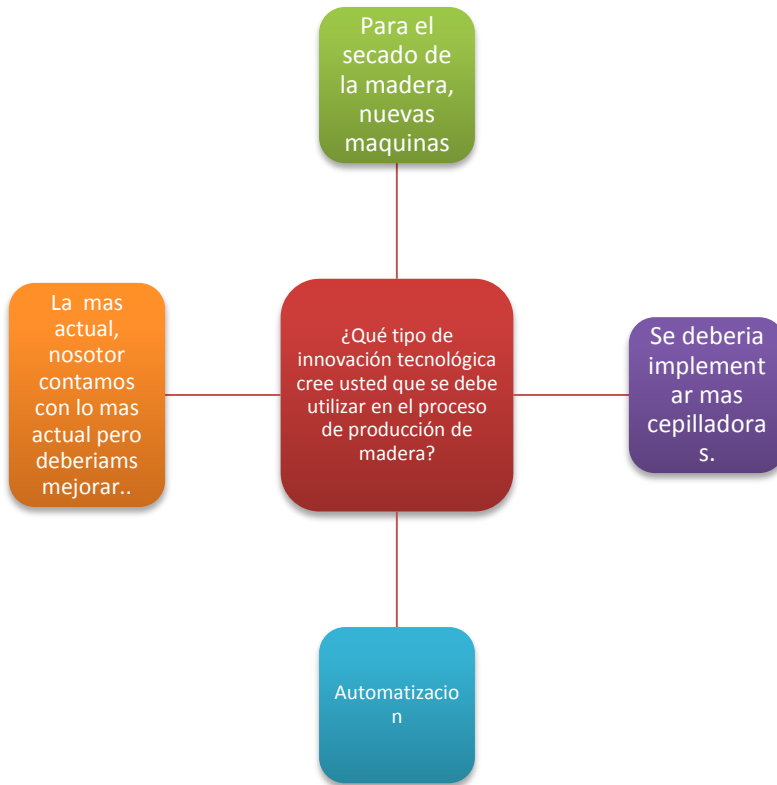 Para el
secado de
la madera,
nuevas
maquinas
La mas
actual,
nosotor
contamos
con lo mas
actual pero
deberiams
mejorar..
¿Qué tipo de
innovación tecnológica
cree usted que se debe
utilizar en el proceso
de producción de
madera?
Se deberia
implement
ar mas
cepilladora
s.
Automatizacio
n